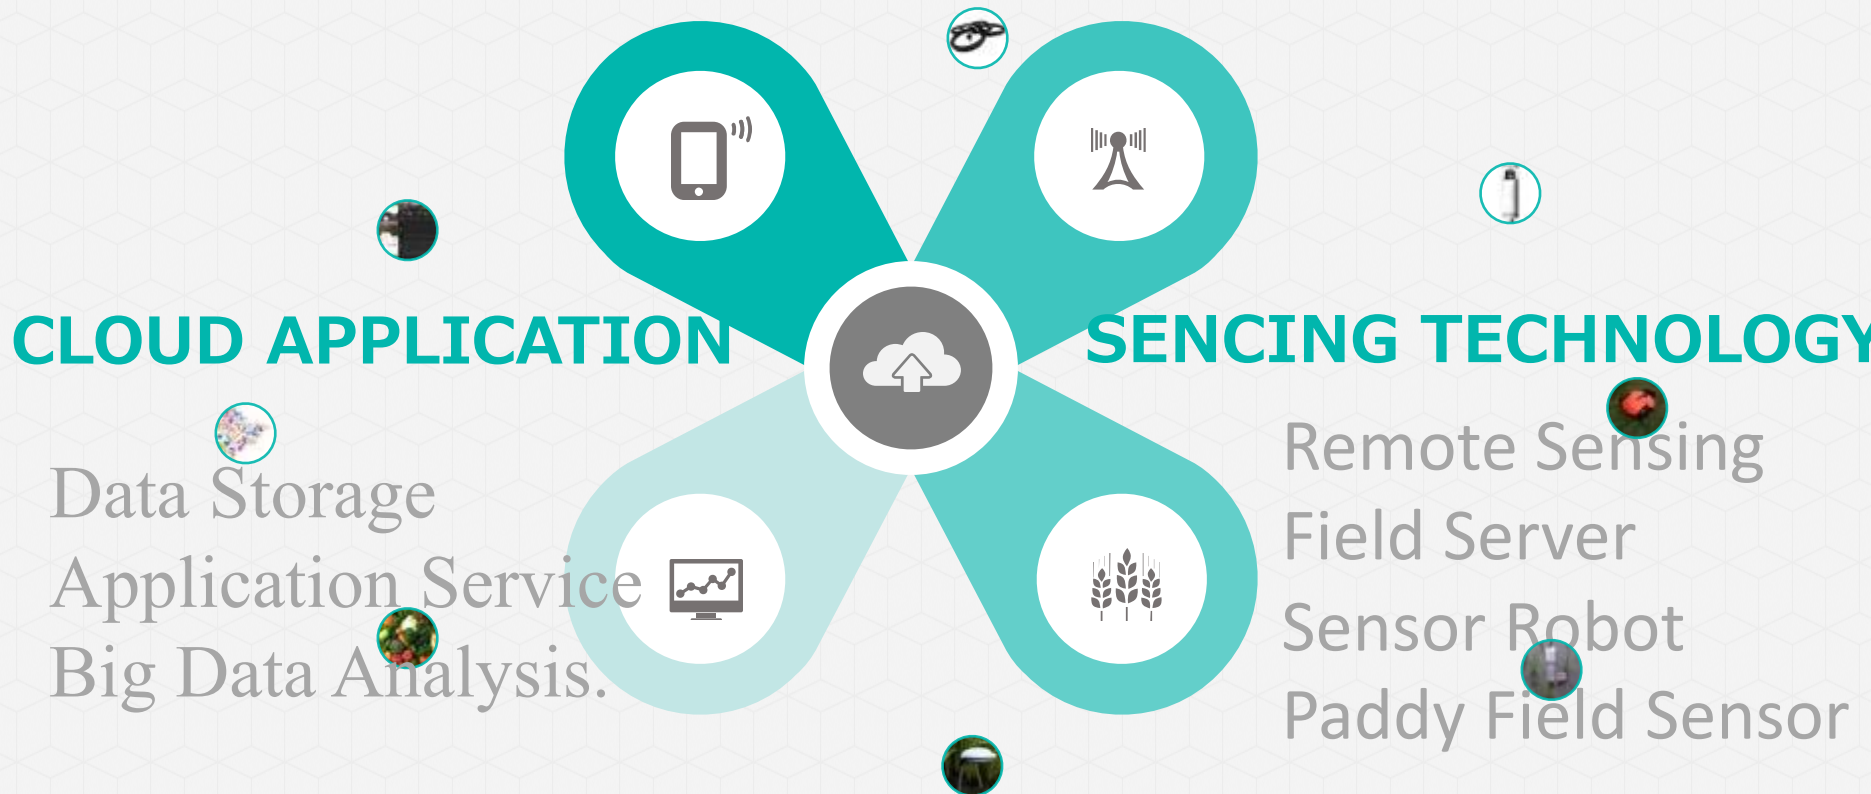 CLOUD APPLICATION
Data Storage
Application Service
Big Data Analysis.
SENCING TECHNOLOGY
Remote Sensing
Field Server
Sensor Robot
Paddy Field Sensor